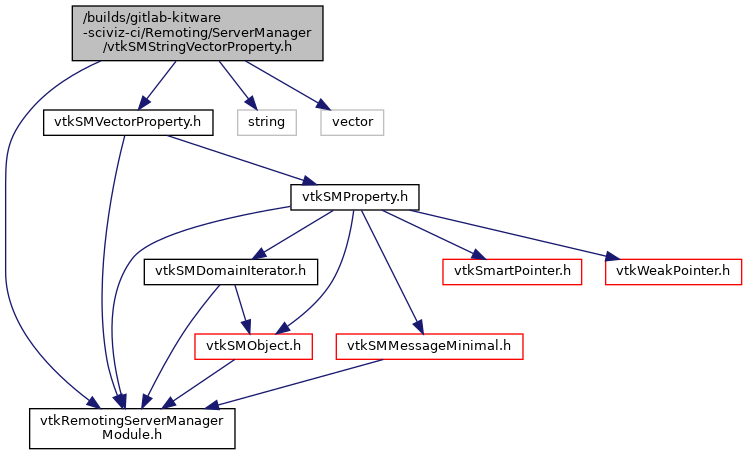 /builds/gitlab-kitware
-sciviz-ci/Remoting/ServerManager
/vtkSMStringVectorProperty.h
vtkSMVectorProperty.h
string
vector
vtkSMProperty.h
vtkSMDomainIterator.h
vtkSmartPointer.h
vtkWeakPointer.h
vtkSMObject.h
vtkSMMessageMinimal.h
vtkRemotingServerManager
Module.h